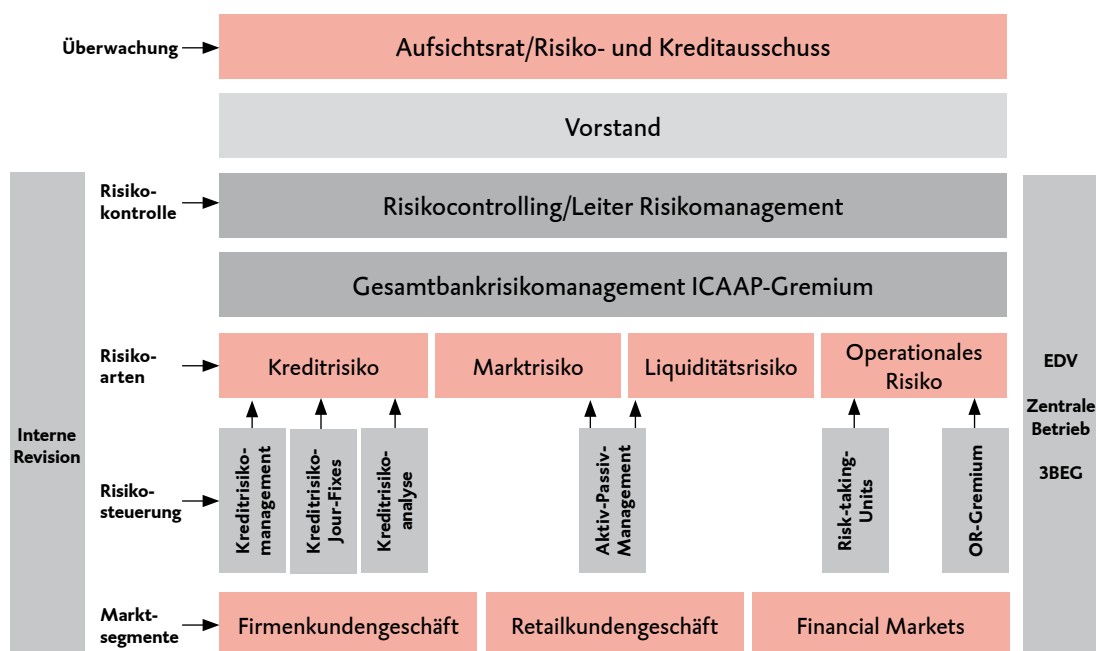 Überwachung
Aufsichtsrat/Risiko- und Kreditausschuss
Vorstand
Risiko-
kontrolle
Risikocontrolling/Leiter Risikomanagement
Gesamtbankrisikomanagement ICAAP-Gremium
Risiko-
arten
Kreditrisiko
Marktrisiko
Liquiditätsrisiko
Operationales
Risiko
Interne
Revision
EDV
Zentrale
Betrieb
3BEG
Risiko-
steuerung
Kreditrisiko-
management
Kreditrisiko-
Jour-Fixes
Kreditrisiko-
analyse
Aktiv-Passiv-
Management
Risk-taking-
Units
OR-Gremium
Markt-
segmente
Firmenkundengeschäft
Retailkundengeschäft
Financial Markets